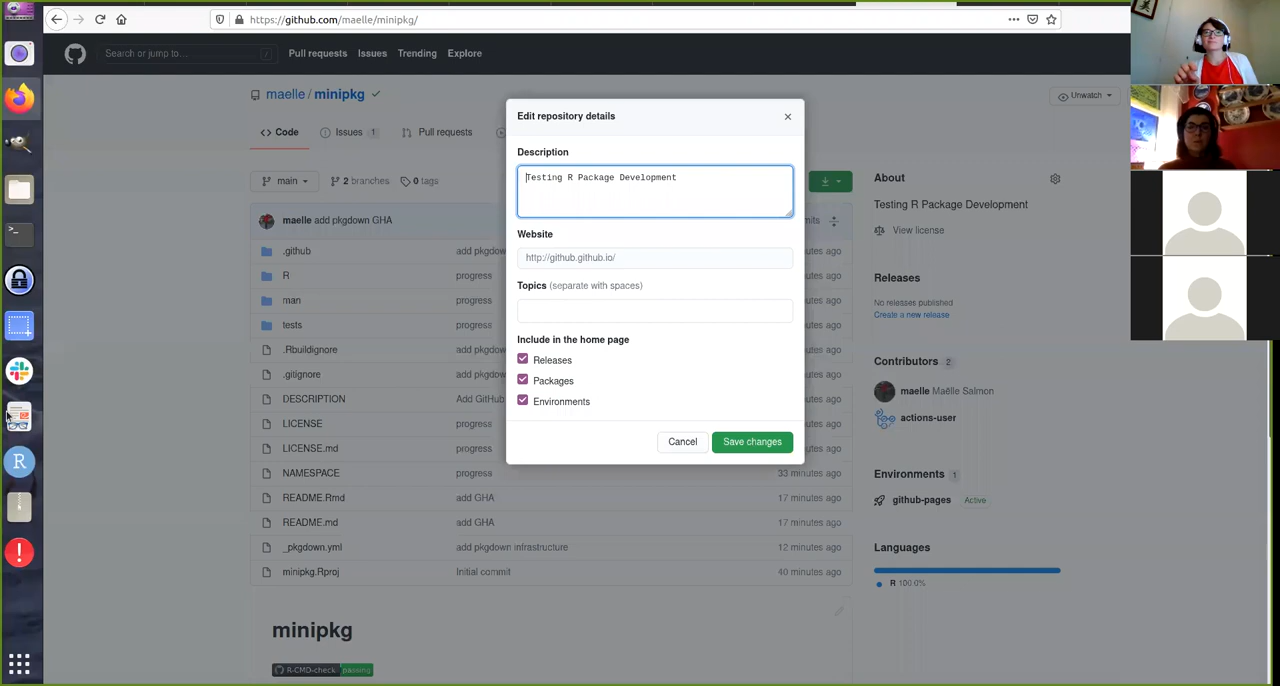 https://github.com/maelle/minipkg/
Search or jump to...
/
Pull requests
Issues
Trending
Explore
maelle / minipkg
Unwatch
Code
Issues 1
Pull requests
main
2 branches
0 tags
maelle add pkgdown GHA
.github
add pkgdow
R
progress
man
progress
tests
progress
.Rbuildignore
add pkgdow
.gitignore
add pkgdow
DESCRIPTION
Add GitHub
LICENSE
progress
LICENSE.md
progress
NAMESPACE
progress
33 minutes ago
README.Rmd
add GHA
17 minutes ago
README.md
add GHA
17 minutes ago
_pkgdown.yml
add pkgdown infrastructure
12 minutes ago
minipkg.Rproj
Initial commit
40 minutes ago
minipkg
R-CMD-check passing
Edit repository details
Description
Testing R Package Development
Website
http://github.github.io/
Topics (separate with spaces)
Include in the home page
Releases
Packages
Environments
Cancel
Save changes
About
Testing R Package Development
View license
Releases
No releases published
Create a new release
Contributors 2
maelle Maëlle Salmon
actions-user
Environments 1
github-pages Active
Languages
R 100.0%